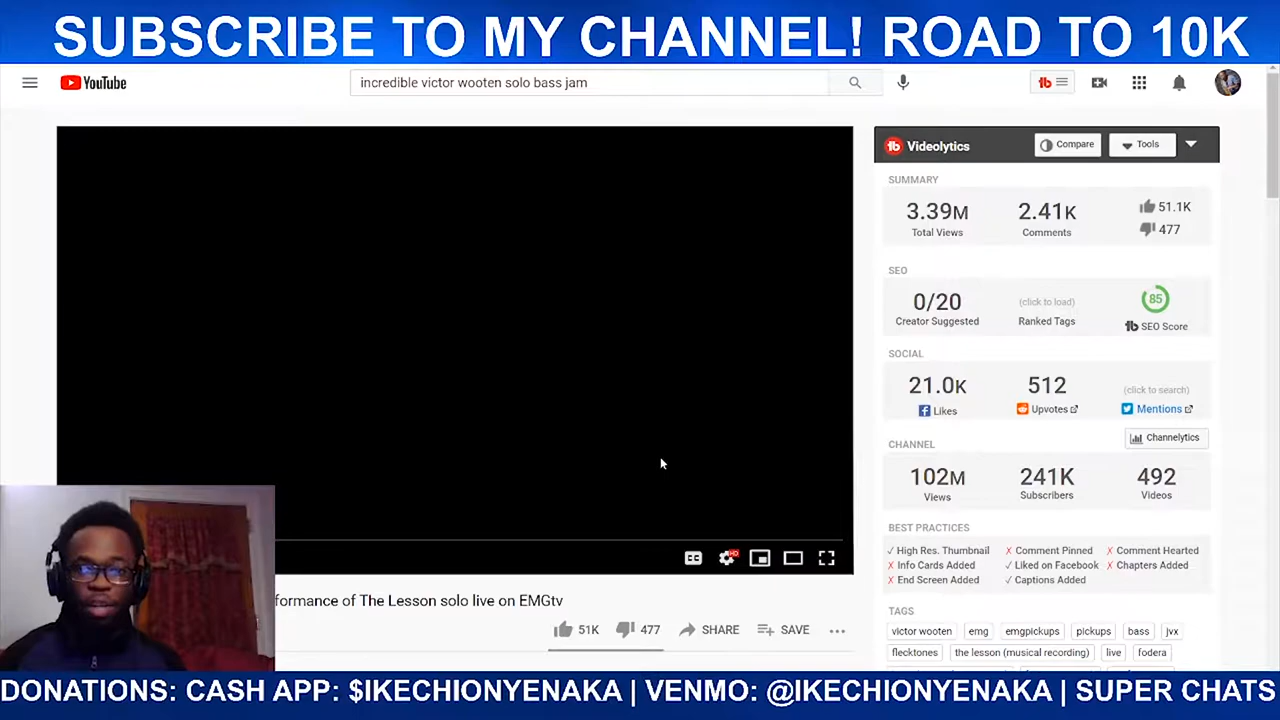 SUBSCRIBE TO MY CHANNEL! ROAD TO 10K
YouTube
incredible victor wooten solo bass jam
Videolytics
Compare
Tools
SUMMARY
3.39M
2.41K
51.1K
Total Views
Comments
477
SEO
0/20
(click to load)
85
Creator Suggested
Ranked Tags
tb SEO Score
SOCIAL
21.0K
512
(click to search)
Likes
Upvotes
Mentions
Channelytics
CHANNEL
102M
241K
492
Views
Subscribers
Videos
BEST PRACTICES
✓ High Res. Thumbnail
✗ Comment Pinned
✗ Comment Hearted
✗ Info Cards Added
✓ Liked on Facebook
✗ Chapters Added
✗ End Screen Added
✓ Captions Added
CC
HD
formance of The Lesson solo live on EMGtv
51K
477
SHARE
SAVE
TAGS
victor wooten
emg
emgpickups
pickups
bass
jvx
flecktones
the lesson (musical recording)
live
fodera
DONATIONS: CASH APP: $IKECHIONYENAKA | VENMO: @IKECHIONYENAKA | SUPER CHATS